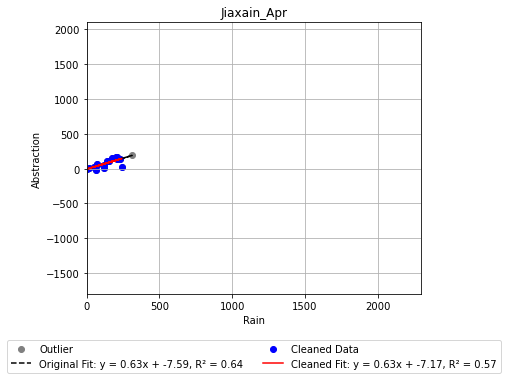 Jiaxain_Apr
2000
1500
1000
500
0
−500
−1000
−1500
Abstraction
0 500 1000 1500 2000
Rain
Outlier Cleaned Data
Original Fit: y = 0.63x + -7.59, R² = 0.64 Cleaned Fit: y = 0.63x + -7.17, R² = 0.57